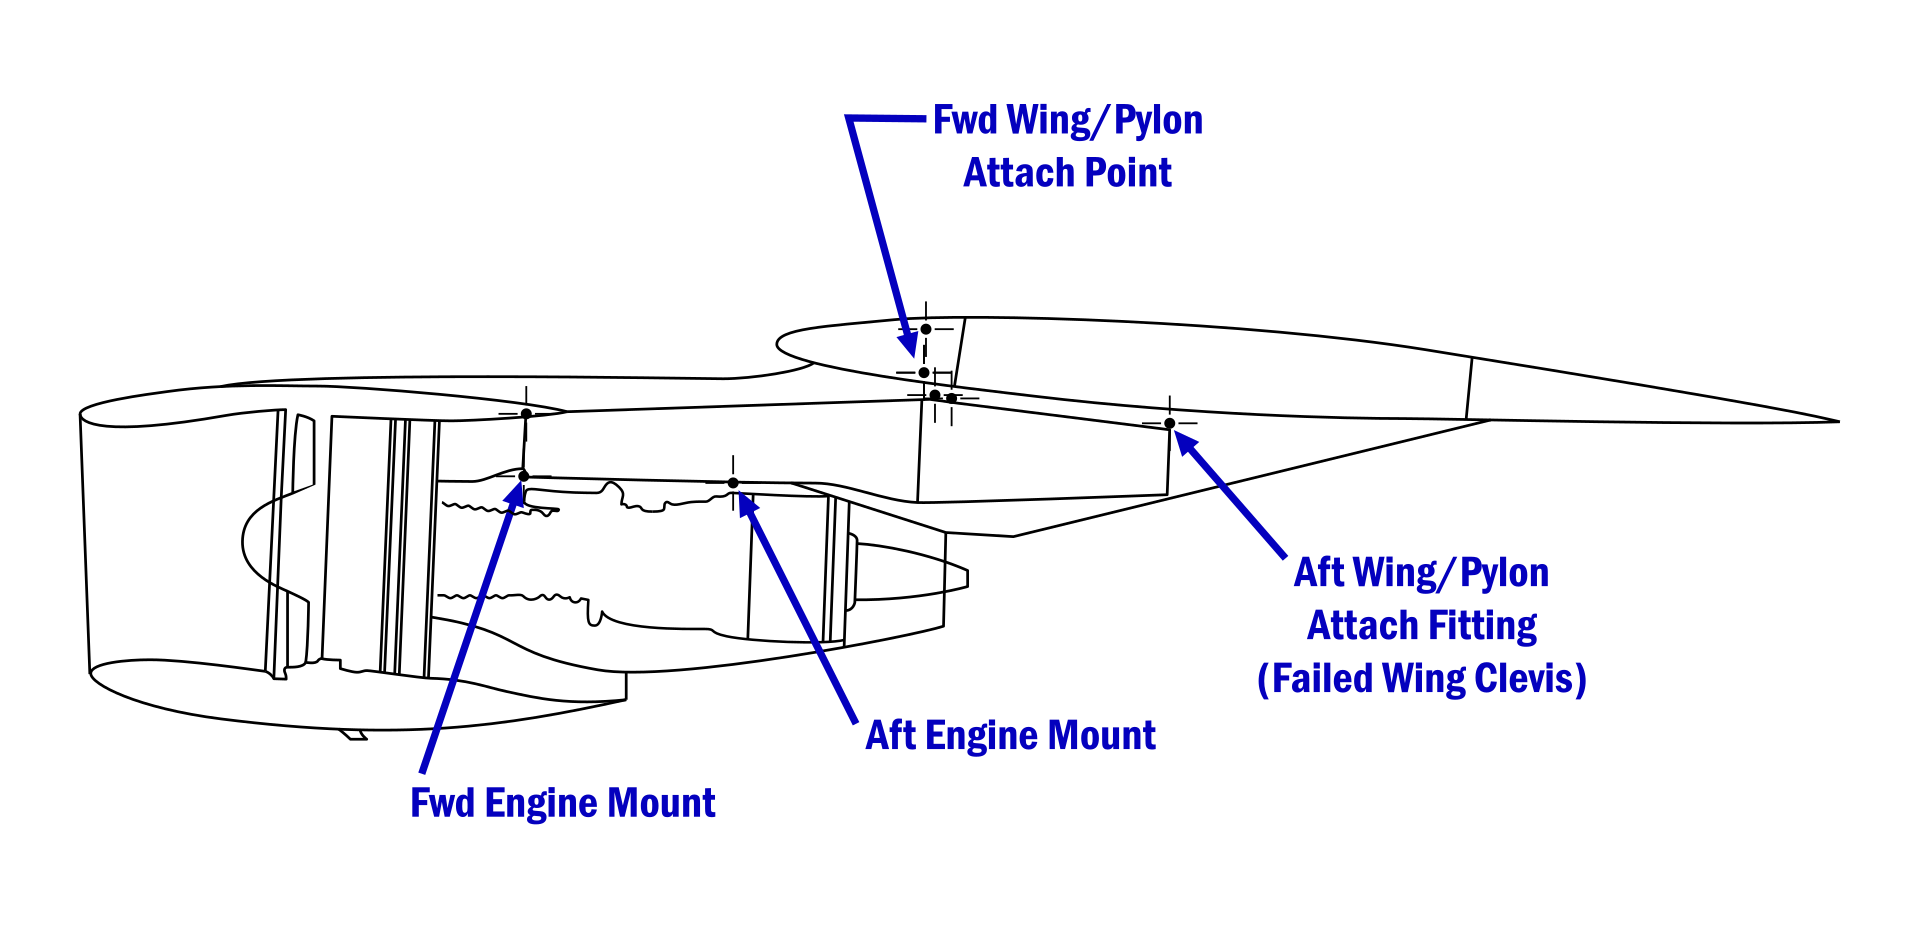 Fwd Wing/Pylon
Attach Point
Aft Wing/Pylon
Attach Fitting
(Failed Wing Clevis)
Aft Engine Mount
Fwd Engine Mount